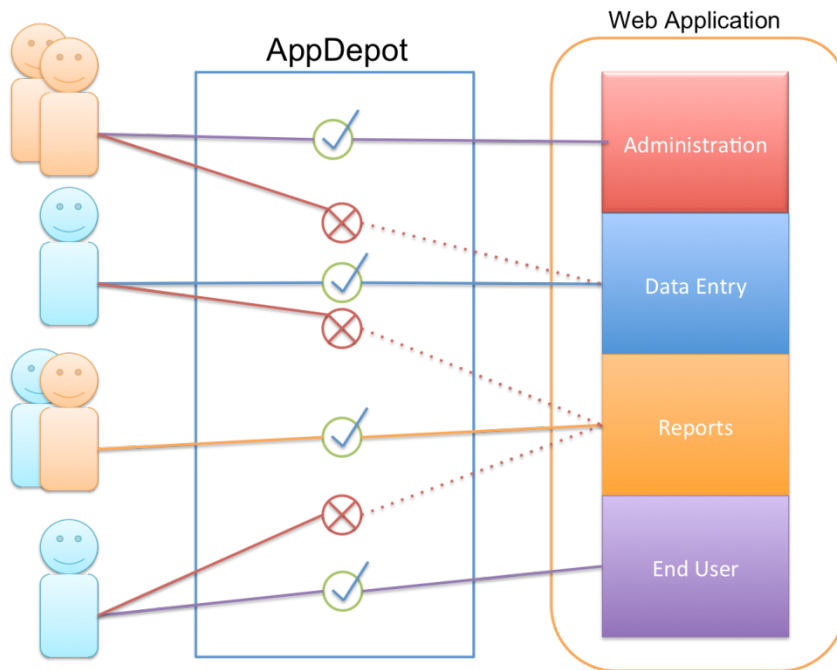 Web Application
AppDepot
Administration
Data Entry
Reports
End User